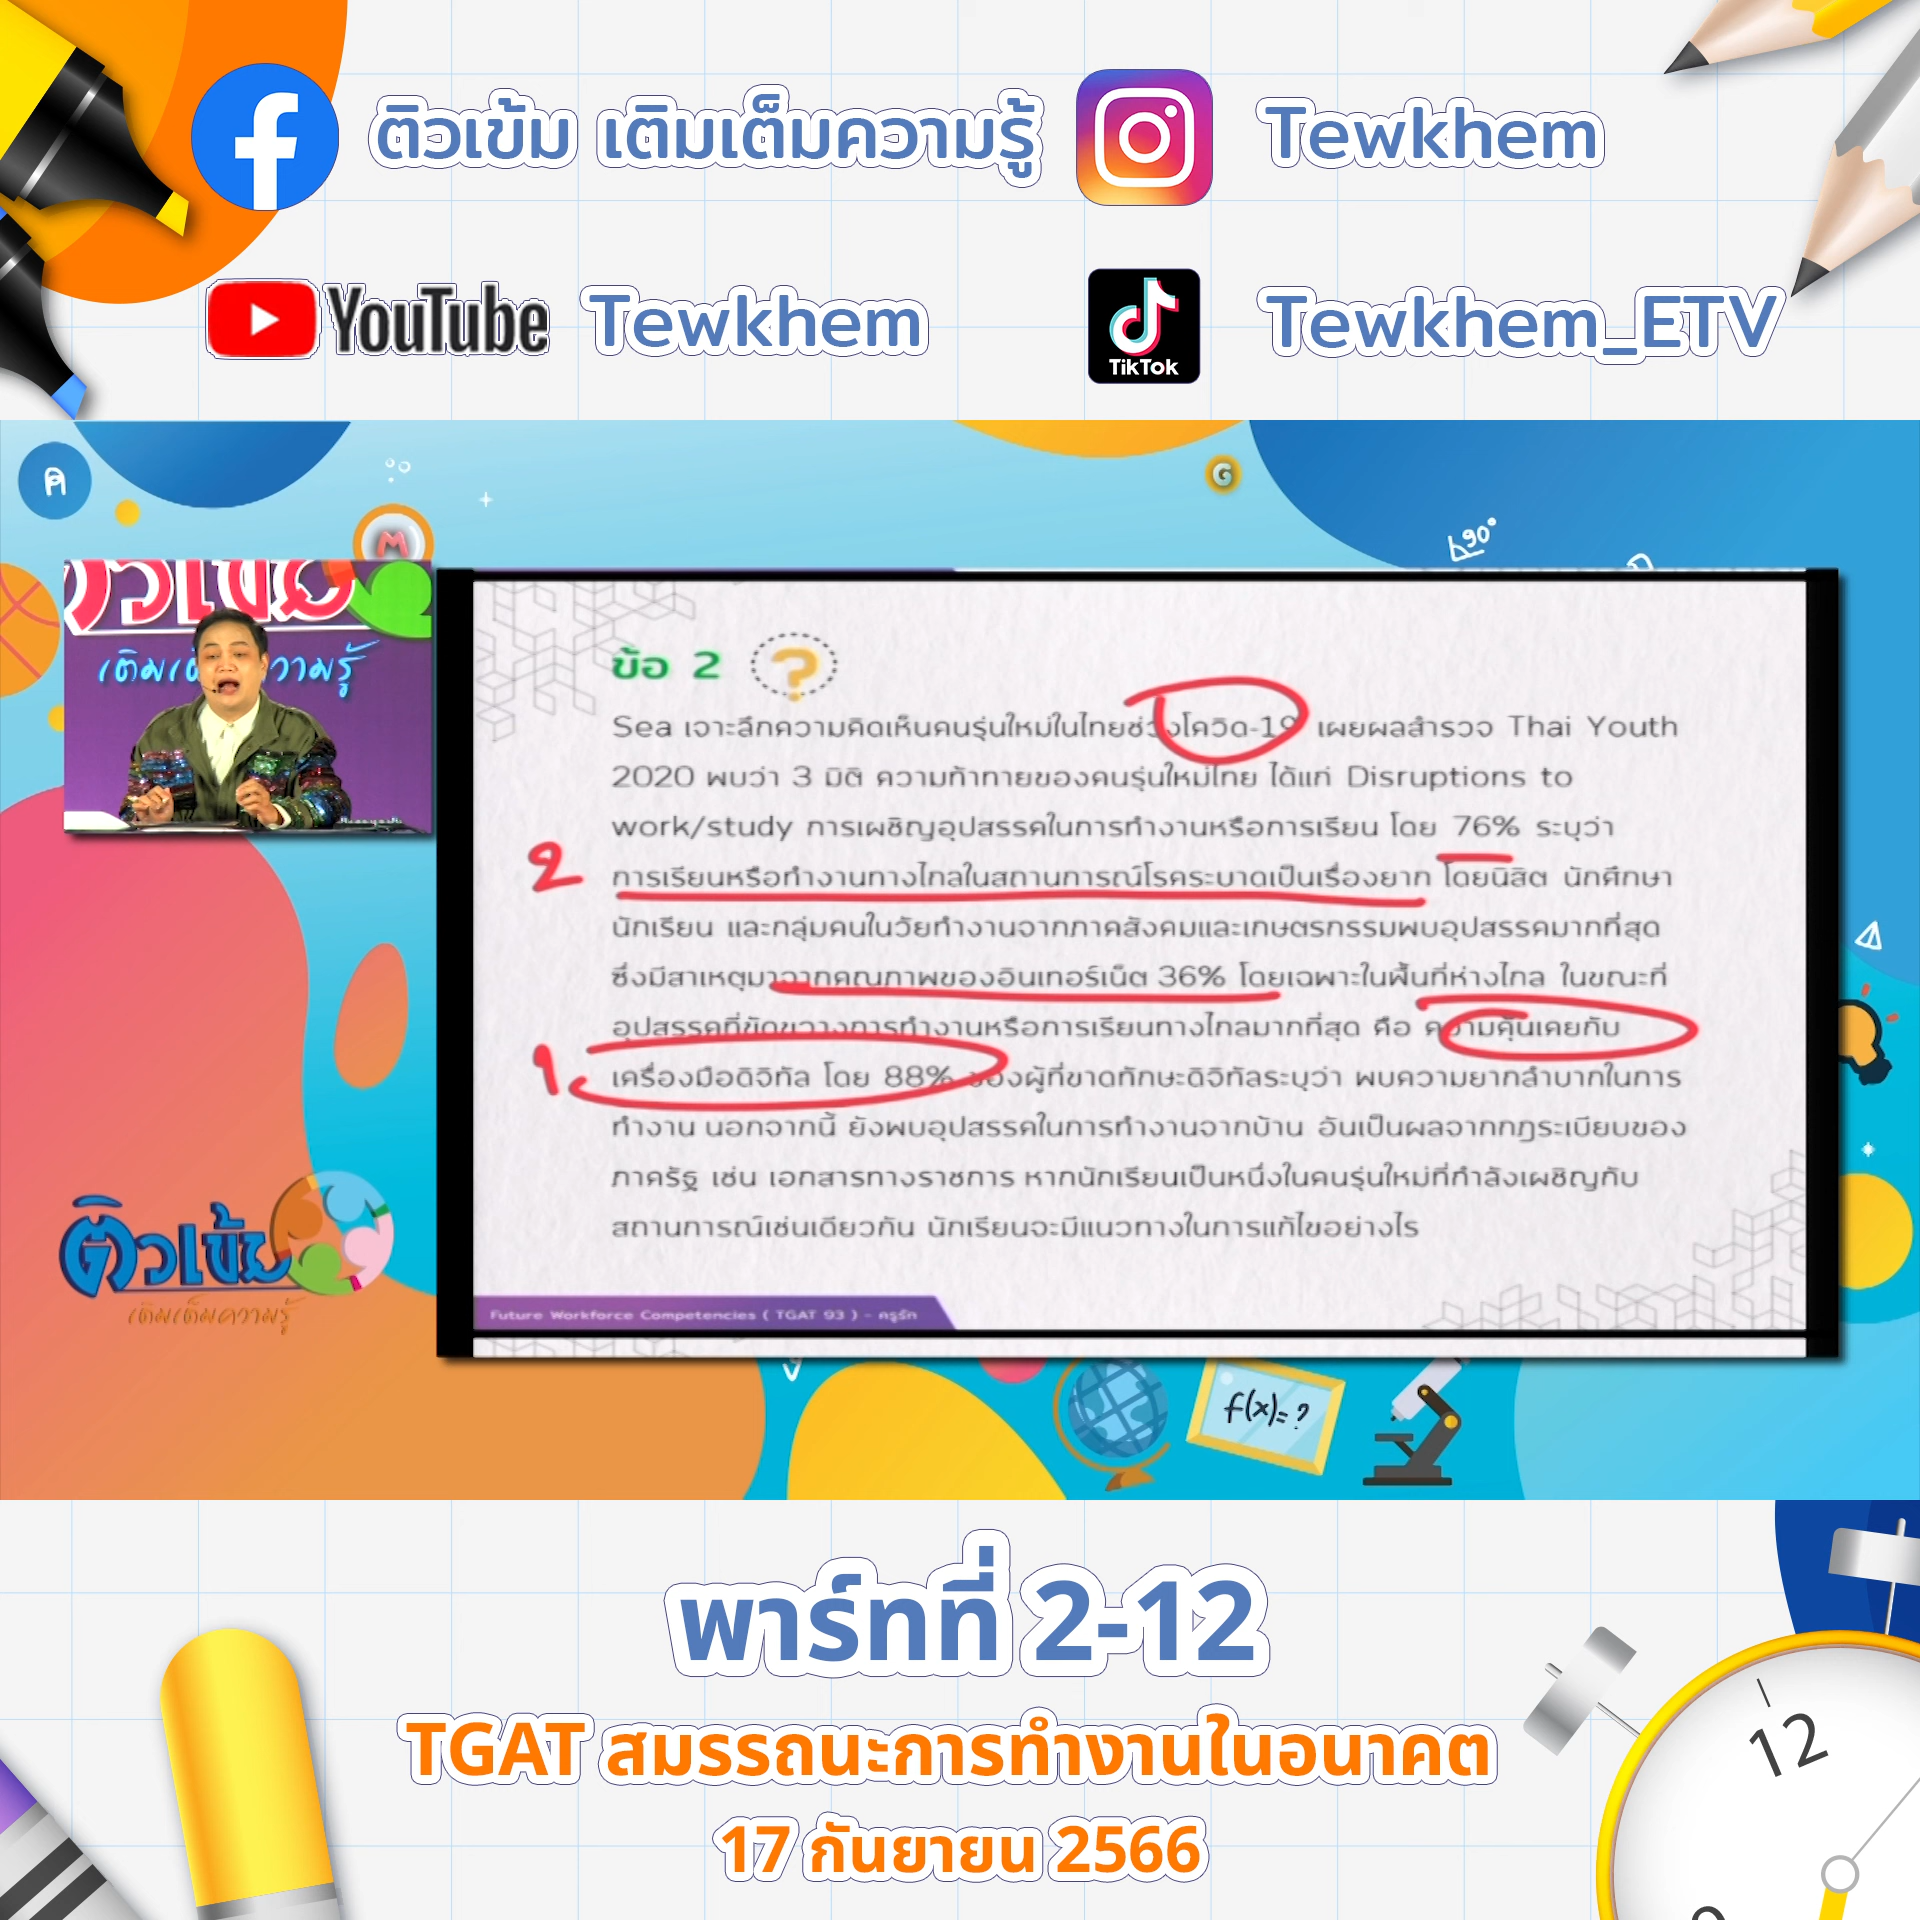 ติวเข้ม เติมเต็มความรู้
Tewkhem
YouTube
Tewkhem
TikTok
Tewkhem_ETV
ค
M
G
90°
ติวเข้ม
เติมเต็มความรู้
ข้อ 2
?
Sea เจาะลึกความคิดเห็นคนรุ่นใหม่ในไทยช่วงโควิด-19 เผยผลสำรวจ Thai Youth
2020 พบว่า 3 มิติ ความท้าทายของคนรุ่นใหม่ไทย ได้แก่ Disruptions to
work/study การเผชิญอุปสรรคในการทำงานหรือการเรียน โดย 76% ระบุว่า
2
การเรียนหรือทำงานทางไกลในสถานการณ์โรคระบาดเป็นเรื่องยาก โดยนิสิต นักศึกษา
นักเรียน และกลุ่มคนในวัยทำงานจากภาคสังคมและเกษตรกรรมพบอุปสรรคมากที่สุด
ซึ่งมีสาเหตุมาจากคุณภาพของอินเทอร์เน็ต 36% โดยเฉพาะในพื้นที่ห่างไกล ในขณะที่
อุปสรรคที่ขัดขวางการทำงานหรือการเรียนทางไกลมากที่สุด คือ ความคุ้นเคยกับ
1
เครื่องมือดิจิทัล โดย 88% ของผู้ที่ขาดทักษะดิจิทัลระบุว่า พบความยากลำบากในการ
ทำงาน นอกจากนี้ ยังพบอุปสรรคในการทำงานจากบ้าน อันเป็นผลจากกฎระเบียบของ
ภาครัฐ เช่น เอกสารทางราชการ หากนักเรียนเป็นหนึ่งในคนรุ่นใหม่ที่กำลังเผชิญกับ
สถานการณ์เช่นเดียวกัน นักเรียนจะมีแนวทางในการแก้ไขอย่างไร
Future Workforce Competencies ( TGAT 93 ) - ครูรัก
ติวเข้ม
เติมเต็มความรู้
f(x)=?
พาร์ทที่ 2-12
TGAT สมรรถนะการทำงานในอนาคต
17 กันยายน 2566
12